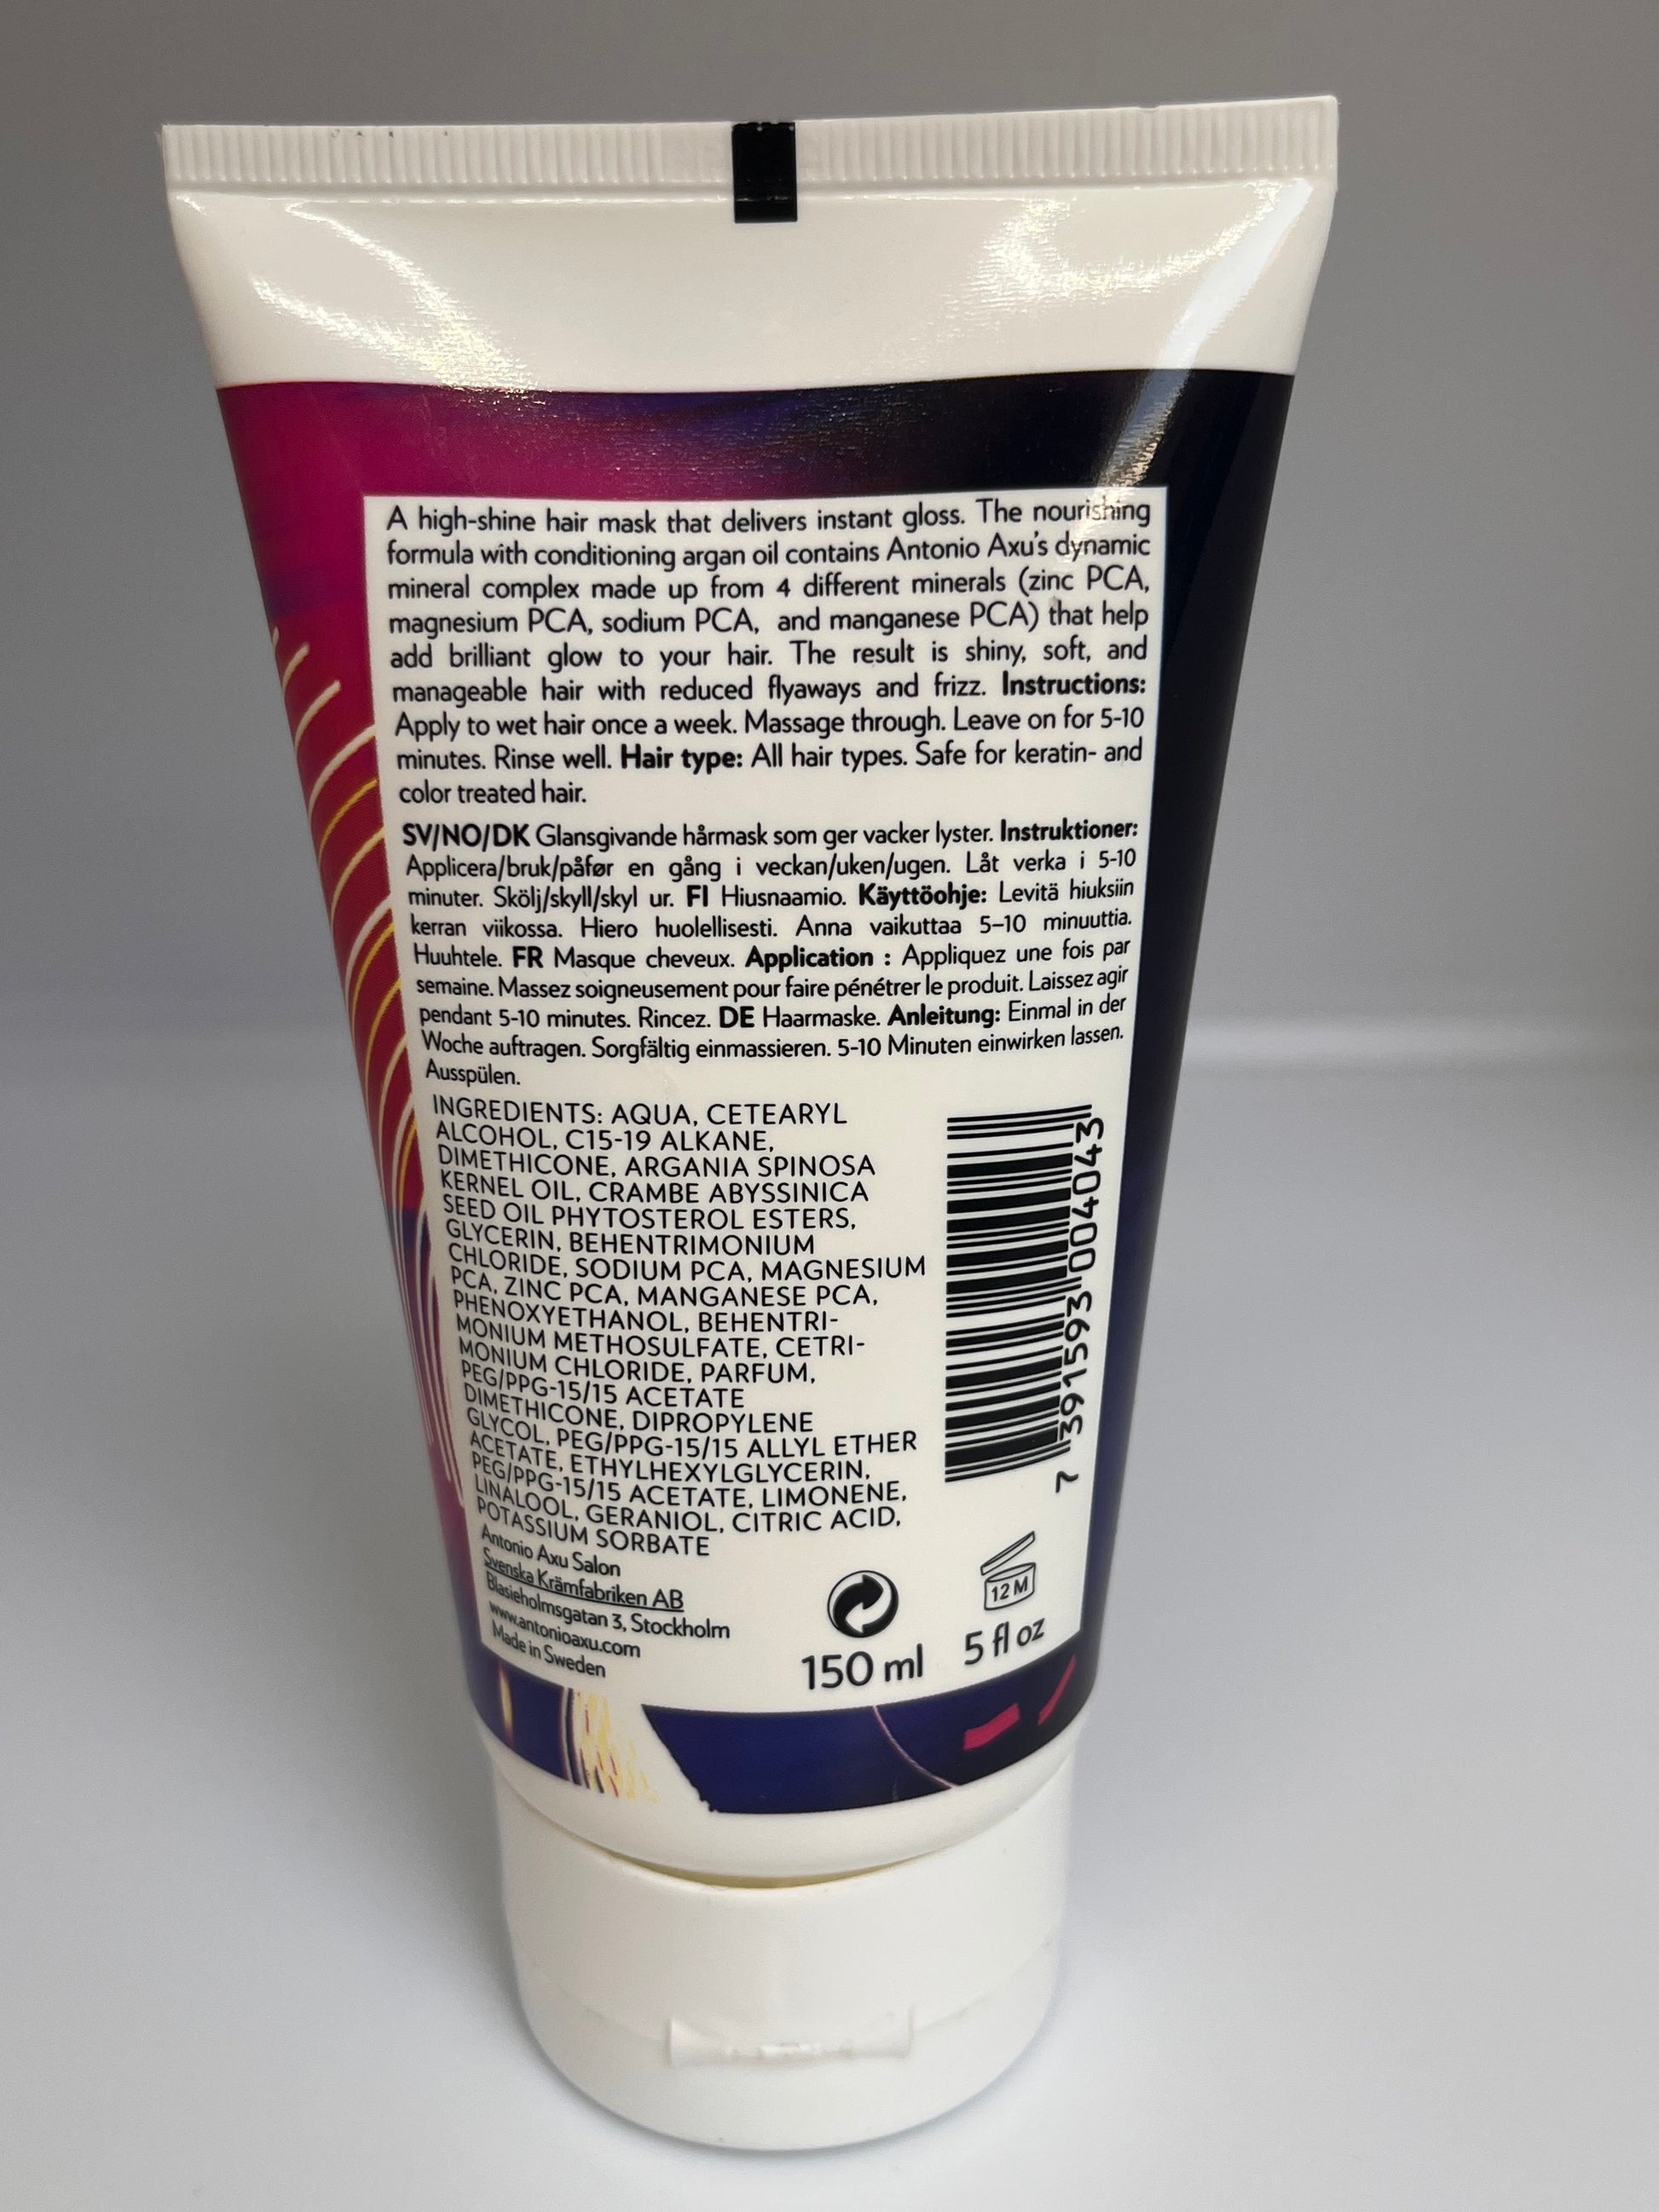 A high-shine hair mask that delivers instant gloss. The nourishing
formula with conditioning argan oil contains Antonio Axu's dynamic
mineral complex made up from 4 different minerals (zinc PCA,
magnesium PCA, sodium PCA, and manganese PCA) that help
add brilliant glow to your hair. The result is shiny, soft, and
manageable hair with reduced flyaways and frizz. Instructions:
Apply to wet hair once a week. Massage through. Leave on for 5-10
minutes. Rinse well. Hair type: All hair types. Safe for keratin- and
color treated hair.
SV/NO/DK Glansgivande hårmask som ger vacker lyster. Instruktioner:
Applicera/bruk/påfør en gång i veckan/uken/ugen. Låt verka i 5-10
minuter. Skölj/skyll/skyl ur. FI Hiusnaamio. Käyttöohje: Levitä hiuksiin
kerran viikossa. Hiero huolellisesti. Anna vaikuttaa 5–10 minuuttia.
Huuhtele. FR Masque cheveux. Application : Appliquez une fois par
semaine. Massez soigneusement pour faire pénétrer le produit. Laissez agir
pendant 5-10 minutes. Rincez. DE Haarmaske. Anleitung: Einmal in der
Woche auftragen. Sorgfältig einmassieren. 5-10 Minuten einwirken lassen.
Ausspülen.
INGREDIENTS: AQUA, CETEARYL
ALCOHOL, C15-19 ALKANE,
DIMETHICONE, ARGANIA SPINOSA
KERNEL OIL, CRAMBE ABYSSINICA
SEED OIL PHYTOSTEROL ESTERS,
GLYCERIN, BEHENTRIMONIUM
CHLORIDE, SODIUM PCA, MAGNESIUM
PCA, ZINC PCA, MANGANESE PCA,
PHENOXYETHANOL, BEHENTRI-
MONIUM METHOSULFATE, CETRI-
MONIUM CHLORIDE, PARFUM,
PEG/PPG-15/15 ACETATE
DIMETHICONE, DIPROPYLENE
GLYCOL, PEG/PPG-15/15 ALLYL ETHER
ACETATE, ETHYLHEXYLGLYCERIN,
PEG/PPG-15/15 ACETATE, LIMONENE,
LINALOOL, GERANIOL, CITRIC ACID,
POTASSIUM SORBATE
Antonio Axu Salon
Svenska Krämfabriken AB
Blasieholmsgatan 3, Stockholm
www.antonioaxu.com
Made in Sweden
7 391593 004043
12 M
150 ml 5 fl oz